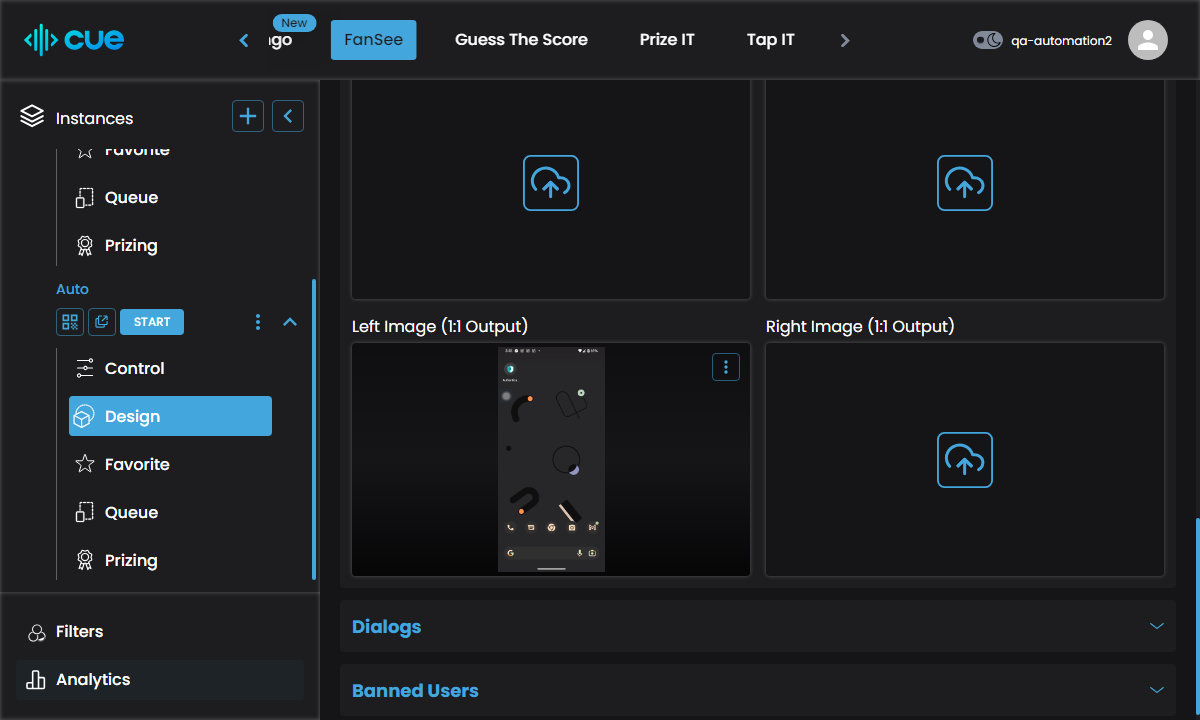 cue
New
ngo
FanSee
Guess The Score
Prize IT
Tap IT
qa-automation2
Instances
Favorite
Queue
Prizing
Auto
START
Control
Design
Favorite
Queue
Prizing
Filters
Analytics
Left Image (1:1 Output)
Right Image (1:1 Output)
Dialogs
Banned Users